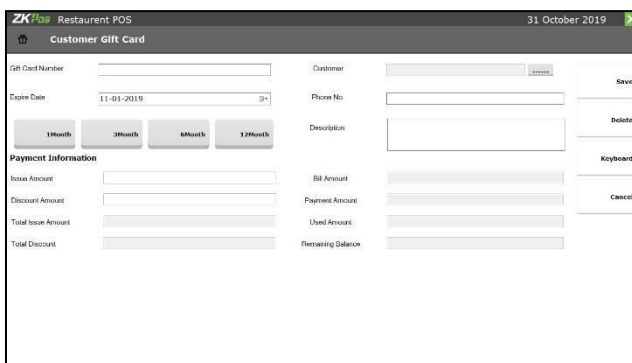 ZKPos Restaurent POS 31 October 2019 X
Customer Gift Card
Gift Card Number Customer ......
Save
Expire Date 11-01-2019 Phone No.
Delete
1Month 3Month 6Month 12Month Description
Payment Information Keyboard
Issue Amount Bill Amount
Discount Amount Payment Amount Cancel
Total Issue Amount Used Amount
Total Discount Remaining Balance